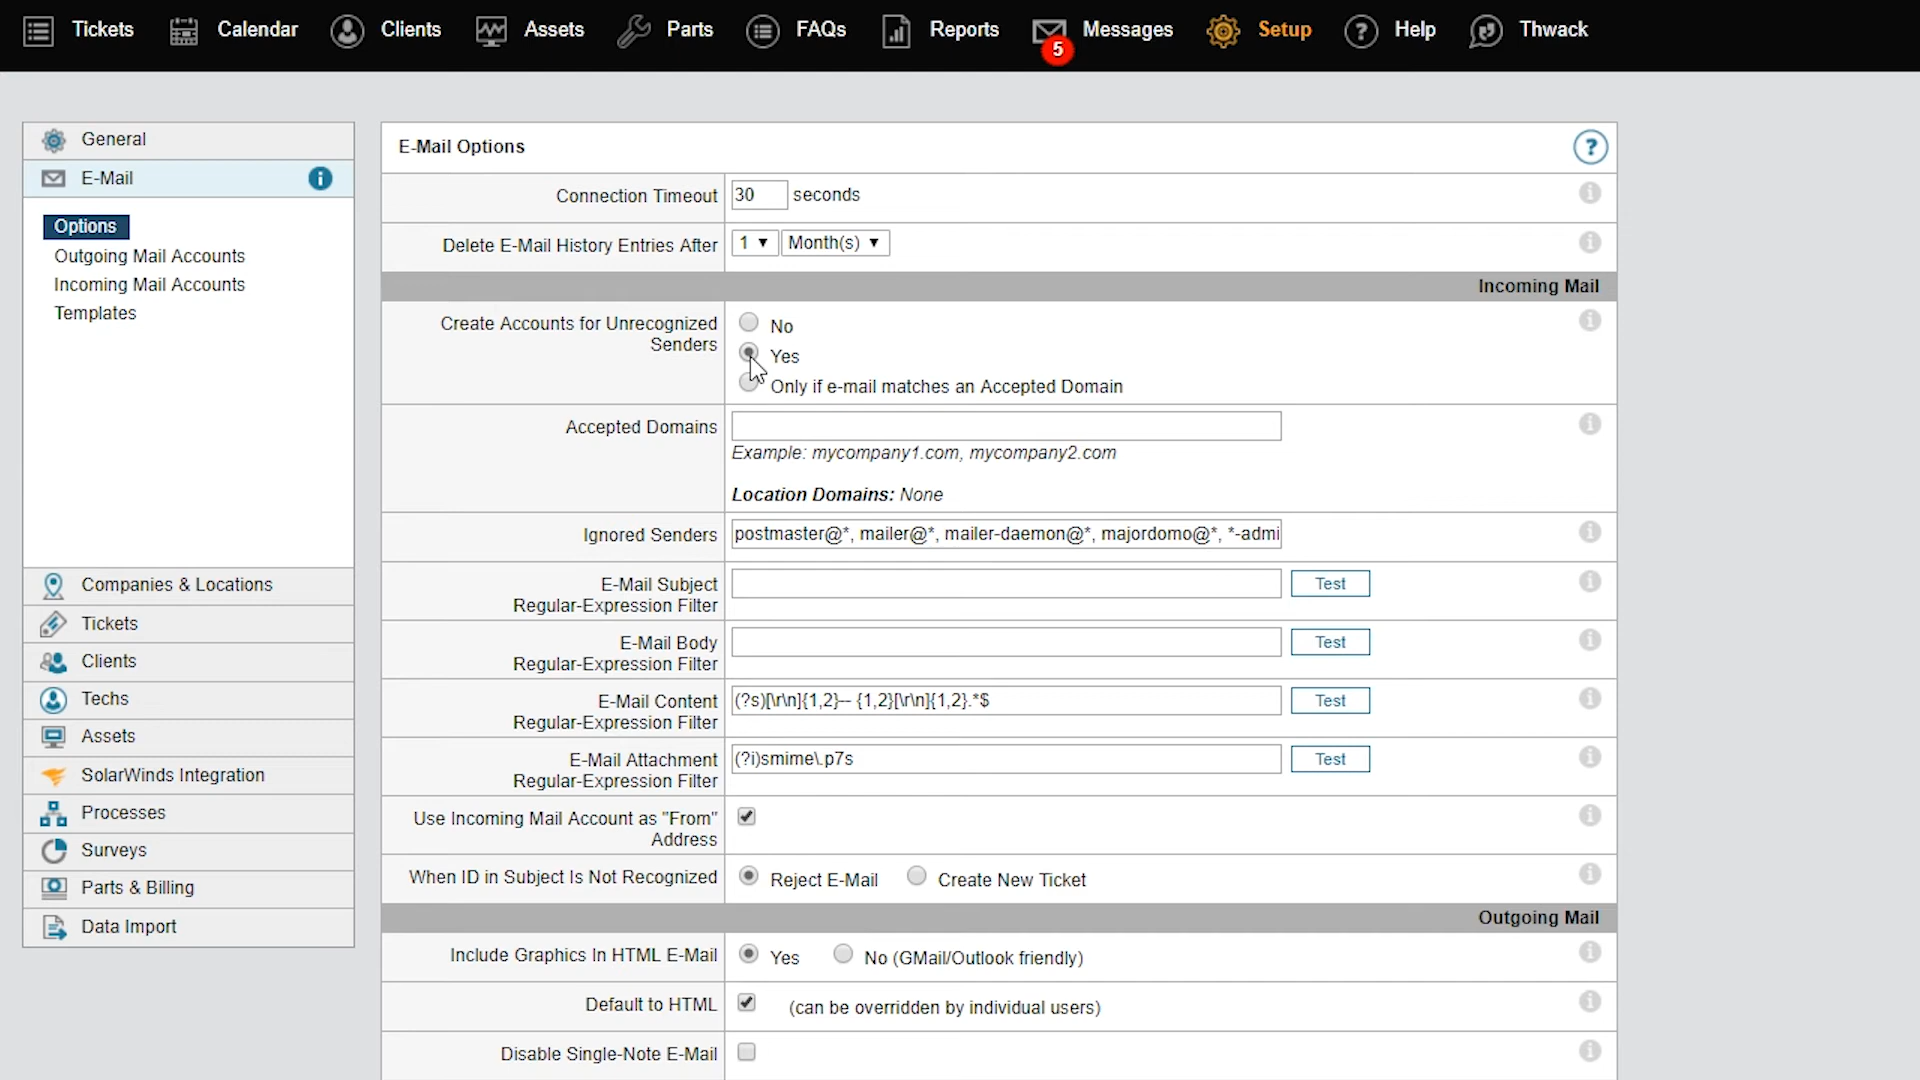 Tickets Calendar Clients Assets Parts FAQs Reports Messages Setup Help Thwack
5
General
E-Mail
Options
Outgoing Mail Accounts
Incoming Mail Accounts
Templates
Companies & Locations
Tickets
Clients
Techs
Assets
SolarWinds Integration
Processes
Surveys
Parts & Billing
Data Import
E-Mail Options
Connection Timeout 30 seconds
Delete E-Mail History Entries After 1 Month(s)
Incoming Mail
Create Accounts for Unrecognized
Senders
No
Yes
Only if e-mail matches an Accepted Domain
Accepted Domains
Example: mycompany1.com, mycompany2.com
Location Domains: None
Ignored Senders postmaster@*, mailer@*, mailer-daemon@*, majordomo@*, *-admi
E-Mail Subject
Regular-Expression Filter
Test
E-Mail Body
Regular-Expression Filter
Test
E-Mail Content
Regular-Expression Filter
(?s)[\r\n]{1,2}-- {1,2}[\r\n]{1,2}.*$ Test
E-Mail Attachment
Regular-Expression Filter
(?i)smime\.p7s Test
Use Incoming Mail Account as "From"
Address
When ID in Subject Is Not Recognized Reject E-Mail Create New Ticket
Outgoing Mail
Include Graphics In HTML E-Mail Yes No (GMail/Outlook friendly)
Default to HTML (can be overridden by individual users)
Disable Single-Note E-Mail